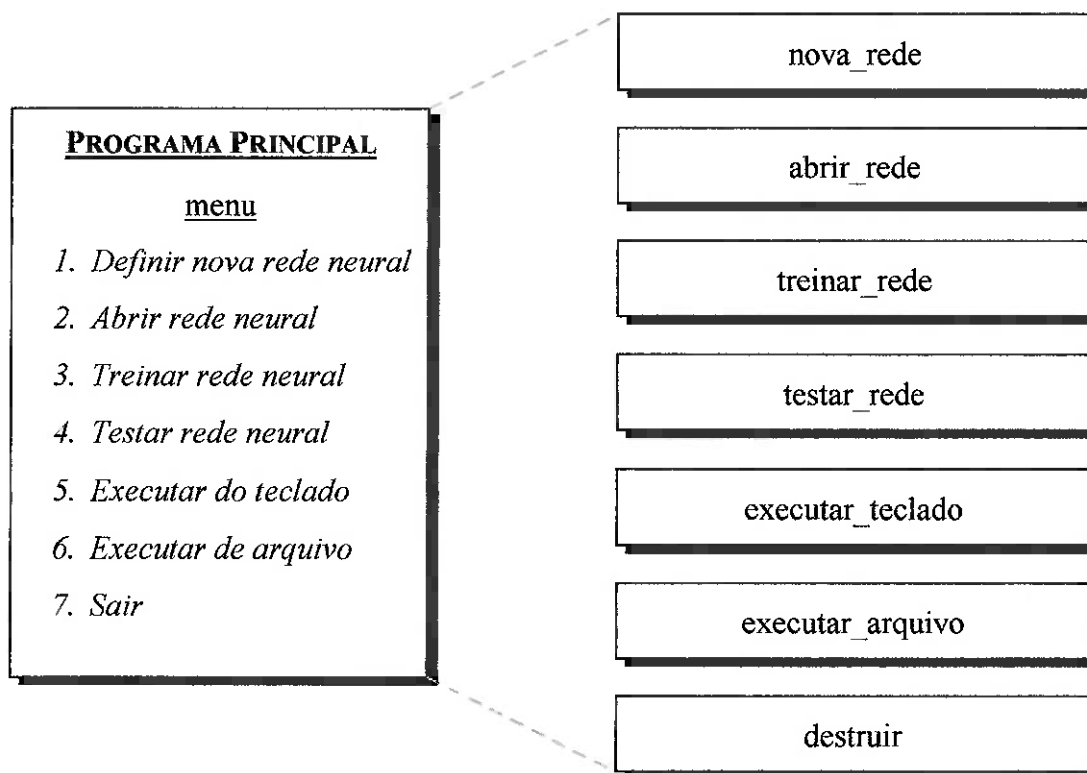 PROGRAMA PRINCIPAL
menu
1. Definir nova rede neural
2. Abrir rede neural
3. Treinar rede neural
4. Testar rede neural
5. Executar do teclado
6. Executar de arquivo
7. Sair
nova_rede
abrir_rede
treinar_rede
testar_rede
executar_teclado
executar_arquivo
destruir